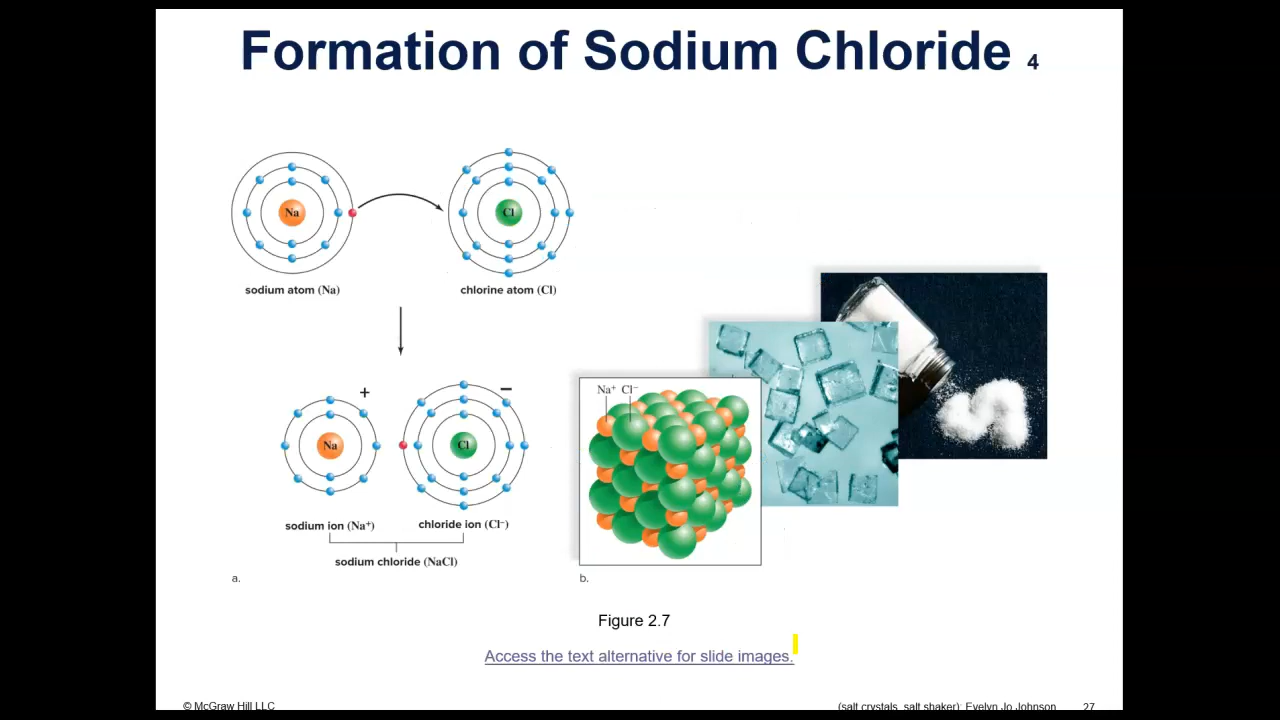 Formation of Sodium Chloride 4
Na
Cl
sodium atom (Na)
chlorine atom (Cl)
+
−
Na
Cl
sodium ion (Na⁺)
chloride ion (Cl⁻)
sodium chloride (NaCl)
a.
Na⁺ Cl⁻
b.
Figure 2.7
Access the text alternative for slide images.
© McGraw Hill LLC
(salt crystals, salt shaker): Evelyn Jo Johnson
27